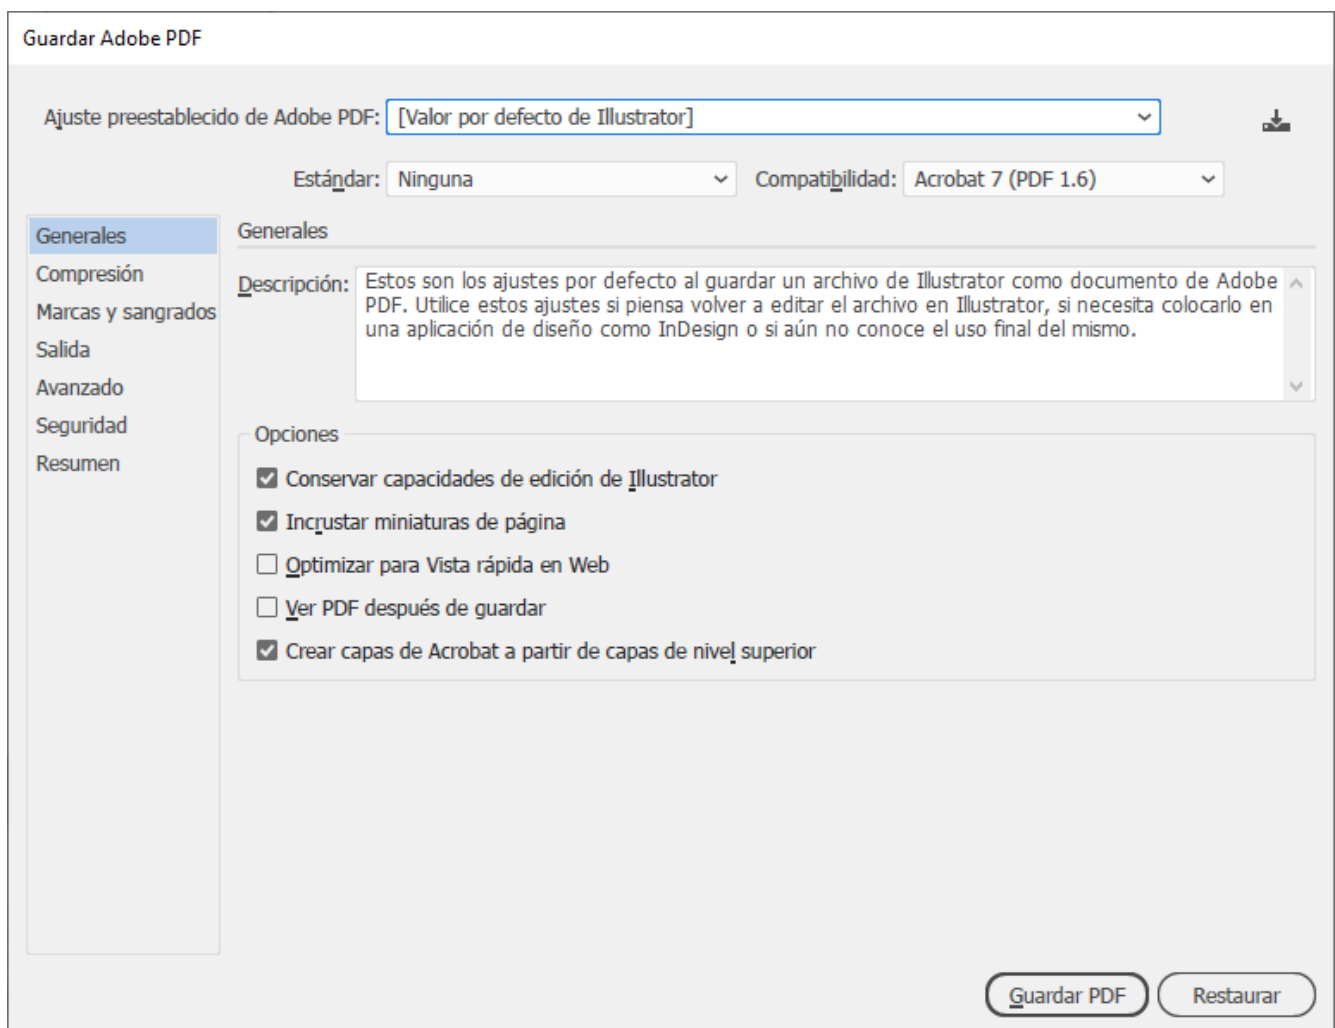 Guardar Adobe PDF
Ajuste preestablecido de Adobe PDF: [Valor por defecto de Illustrator]
Estándar: Ninguna Compatibilidad: Acrobat 7 (PDF 1.6)
Generales
Compresión
Marcas y sangrados
Salida
Avanzado
Seguridad
Resumen
Generales
Descripción: Estos son los ajustes por defecto al guardar un archivo de Illustrator como documento de Adobe
PDF. Utilice estos ajustes si piensa volver a editar el archivo en Illustrator, si necesita colocarlo en
una aplicación de diseño como InDesign o si aún no conoce el uso final del mismo.
Opciones
Conservar capacidades de edición de Illustrator
Incrustar miniaturas de página
Optimizar para Vista rápida en Web
Ver PDF después de guardar
Crear capas de Acrobat a partir de capas de nivel superior
Guardar PDF Restaurar